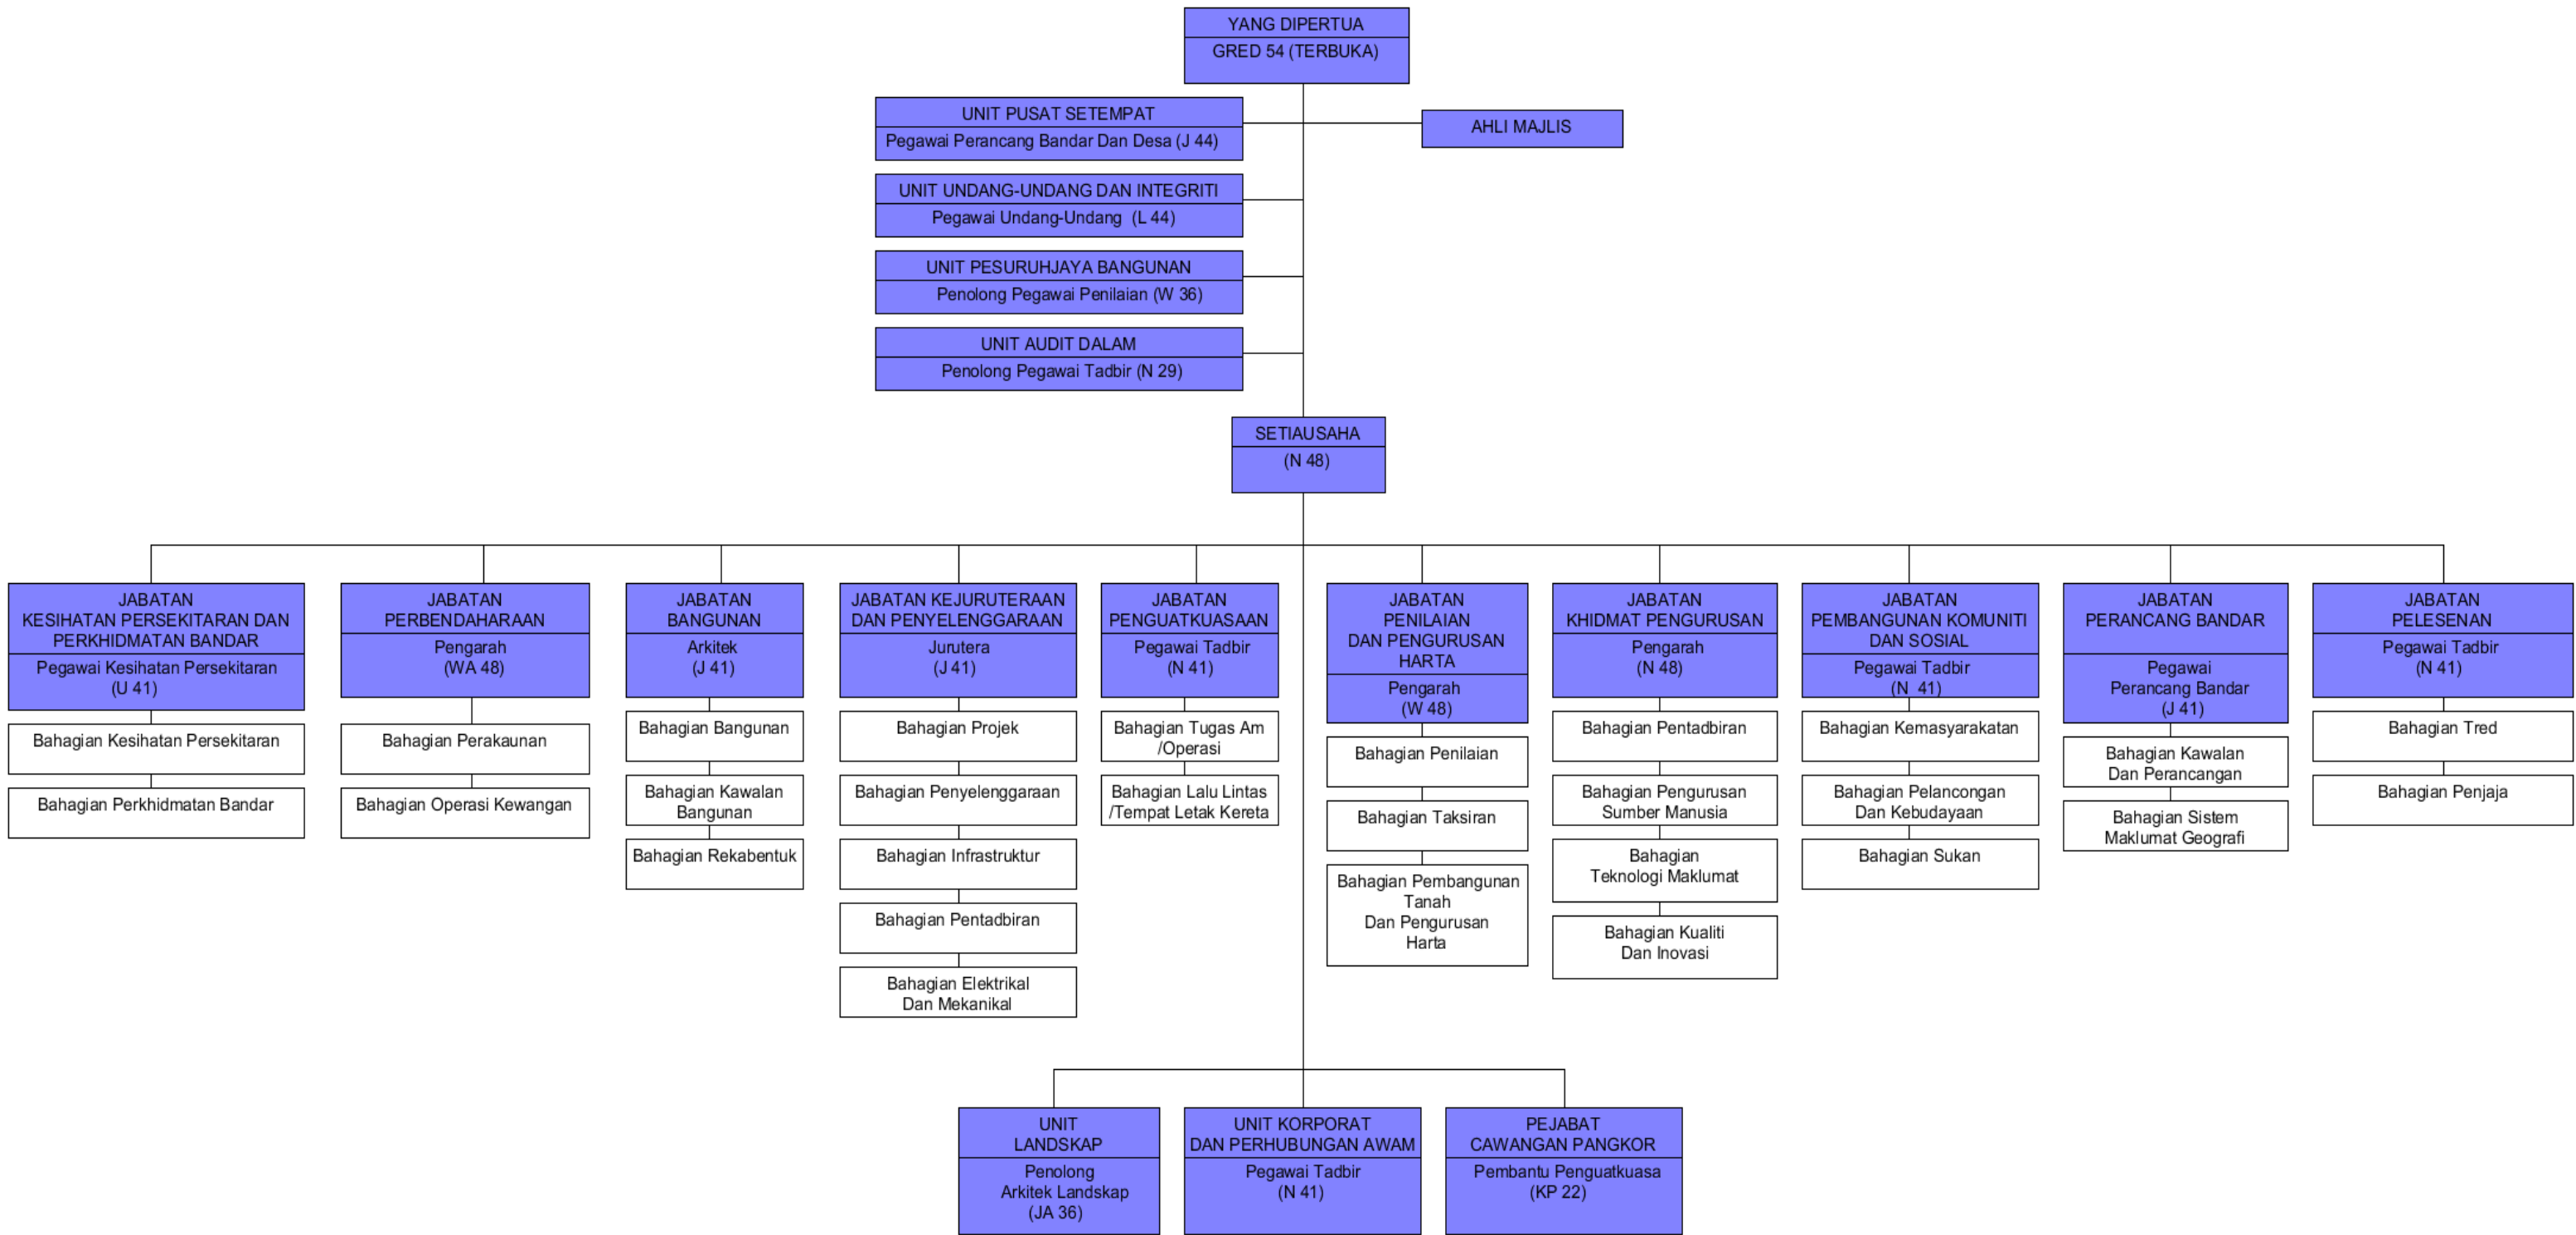 YANG DIPERTUA
GRED 54 (TERBUKA)
UNIT PUSAT SETEMPAT
Pegawai Perancang Bandar Dan Desa (J 44)
AHLI MAJLIS
UNIT UNDANG-UNDANG DAN INTEGRITI
Pegawai Undang-Undang (L 44)
UNIT PESURUHJAYA BANGUNAN
Penolong Pegawai Penilaian (W 36)
UNIT AUDIT DALAM
Penolong Pegawai Tadbir (N 29)
SETIAUSAHA
(N 48)
JABATAN
KESIHATAN PERSEKITARAN DAN
PERKHIDMATAN BANDAR
Pegawai Kesihatan Persekitaran
(U 41)
Bahagian Kesihatan Persekitaran
Bahagian Perkhidmatan Bandar
JABATAN
PERBENDAHARAAN
Pengarah
(WA 48)
Bahagian Perakaunan
Bahagian Operasi Kewangan
JABATAN
BANGUNAN
Arkitek
(J 41)
Bahagian Bangunan
Bahagian Kawalan
Bangunan
Bahagian Rekabentuk
JABATAN KEJURUTERAAN
DAN PENYELENGGARAAN
Jurutera
(J 41)
Bahagian Projek
Bahagian Penyelenggaraan
Bahagian Infrastruktur
Bahagian Pentadbiran
Bahagian Elektrikal
Dan Mekanikal
JABATAN
PENGUATKUASAAN
Pegawai Tadbir
(N 41)
Bahagian Tugas Am
/Operasi
Bahagian Lalu Lintas
/Tempat Letak Kereta
JABATAN
PENILAIAN
DAN PENGURUSAN
HARTA
Pengarah
(W 48)
Bahagian Penilaian
Bahagian Taksiran
Bahagian Pembangunan
Tanah
Dan Pengurusan
Harta
JABATAN
KHIDMAT PENGURUSAN
Pengarah
(N 48)
Bahagian Pentadbiran
Bahagian Pengurusan
Sumber Manusia
Bahagian
Teknologi Maklumat
Bahagian Kualiti
Dan Inovasi
JABATAN
PEMBANGUNAN KOMUNITI
DAN SOSIAL
Pegawai Tadbir
(N 41)
Bahagian Kemasyarakatan
Bahagian Pelancongan
Dan Kebudayaan
Bahagian Sukan
JABATAN
PERANCANG BANDAR
Pegawai
Perancang Bandar
(J 41)
Bahagian Kawalan
Dan Perancangan
Bahagian Sistem
Maklumat Geografi
JABATAN
PELESENAN
Pegawai Tadbir
(N 41)
Bahagian Tred
Bahagian Penjaja
UNIT
LANDSKAP
Penolong
Arkitek Landskap
(JA 36)
UNIT KORPORAT
DAN PERHUBUNGAN AWAM
Pegawai Tadbir
(N 41)
PEJABAT
CAWANGAN PANGKOR
Pembantu Penguatkuasa
(KP 22)